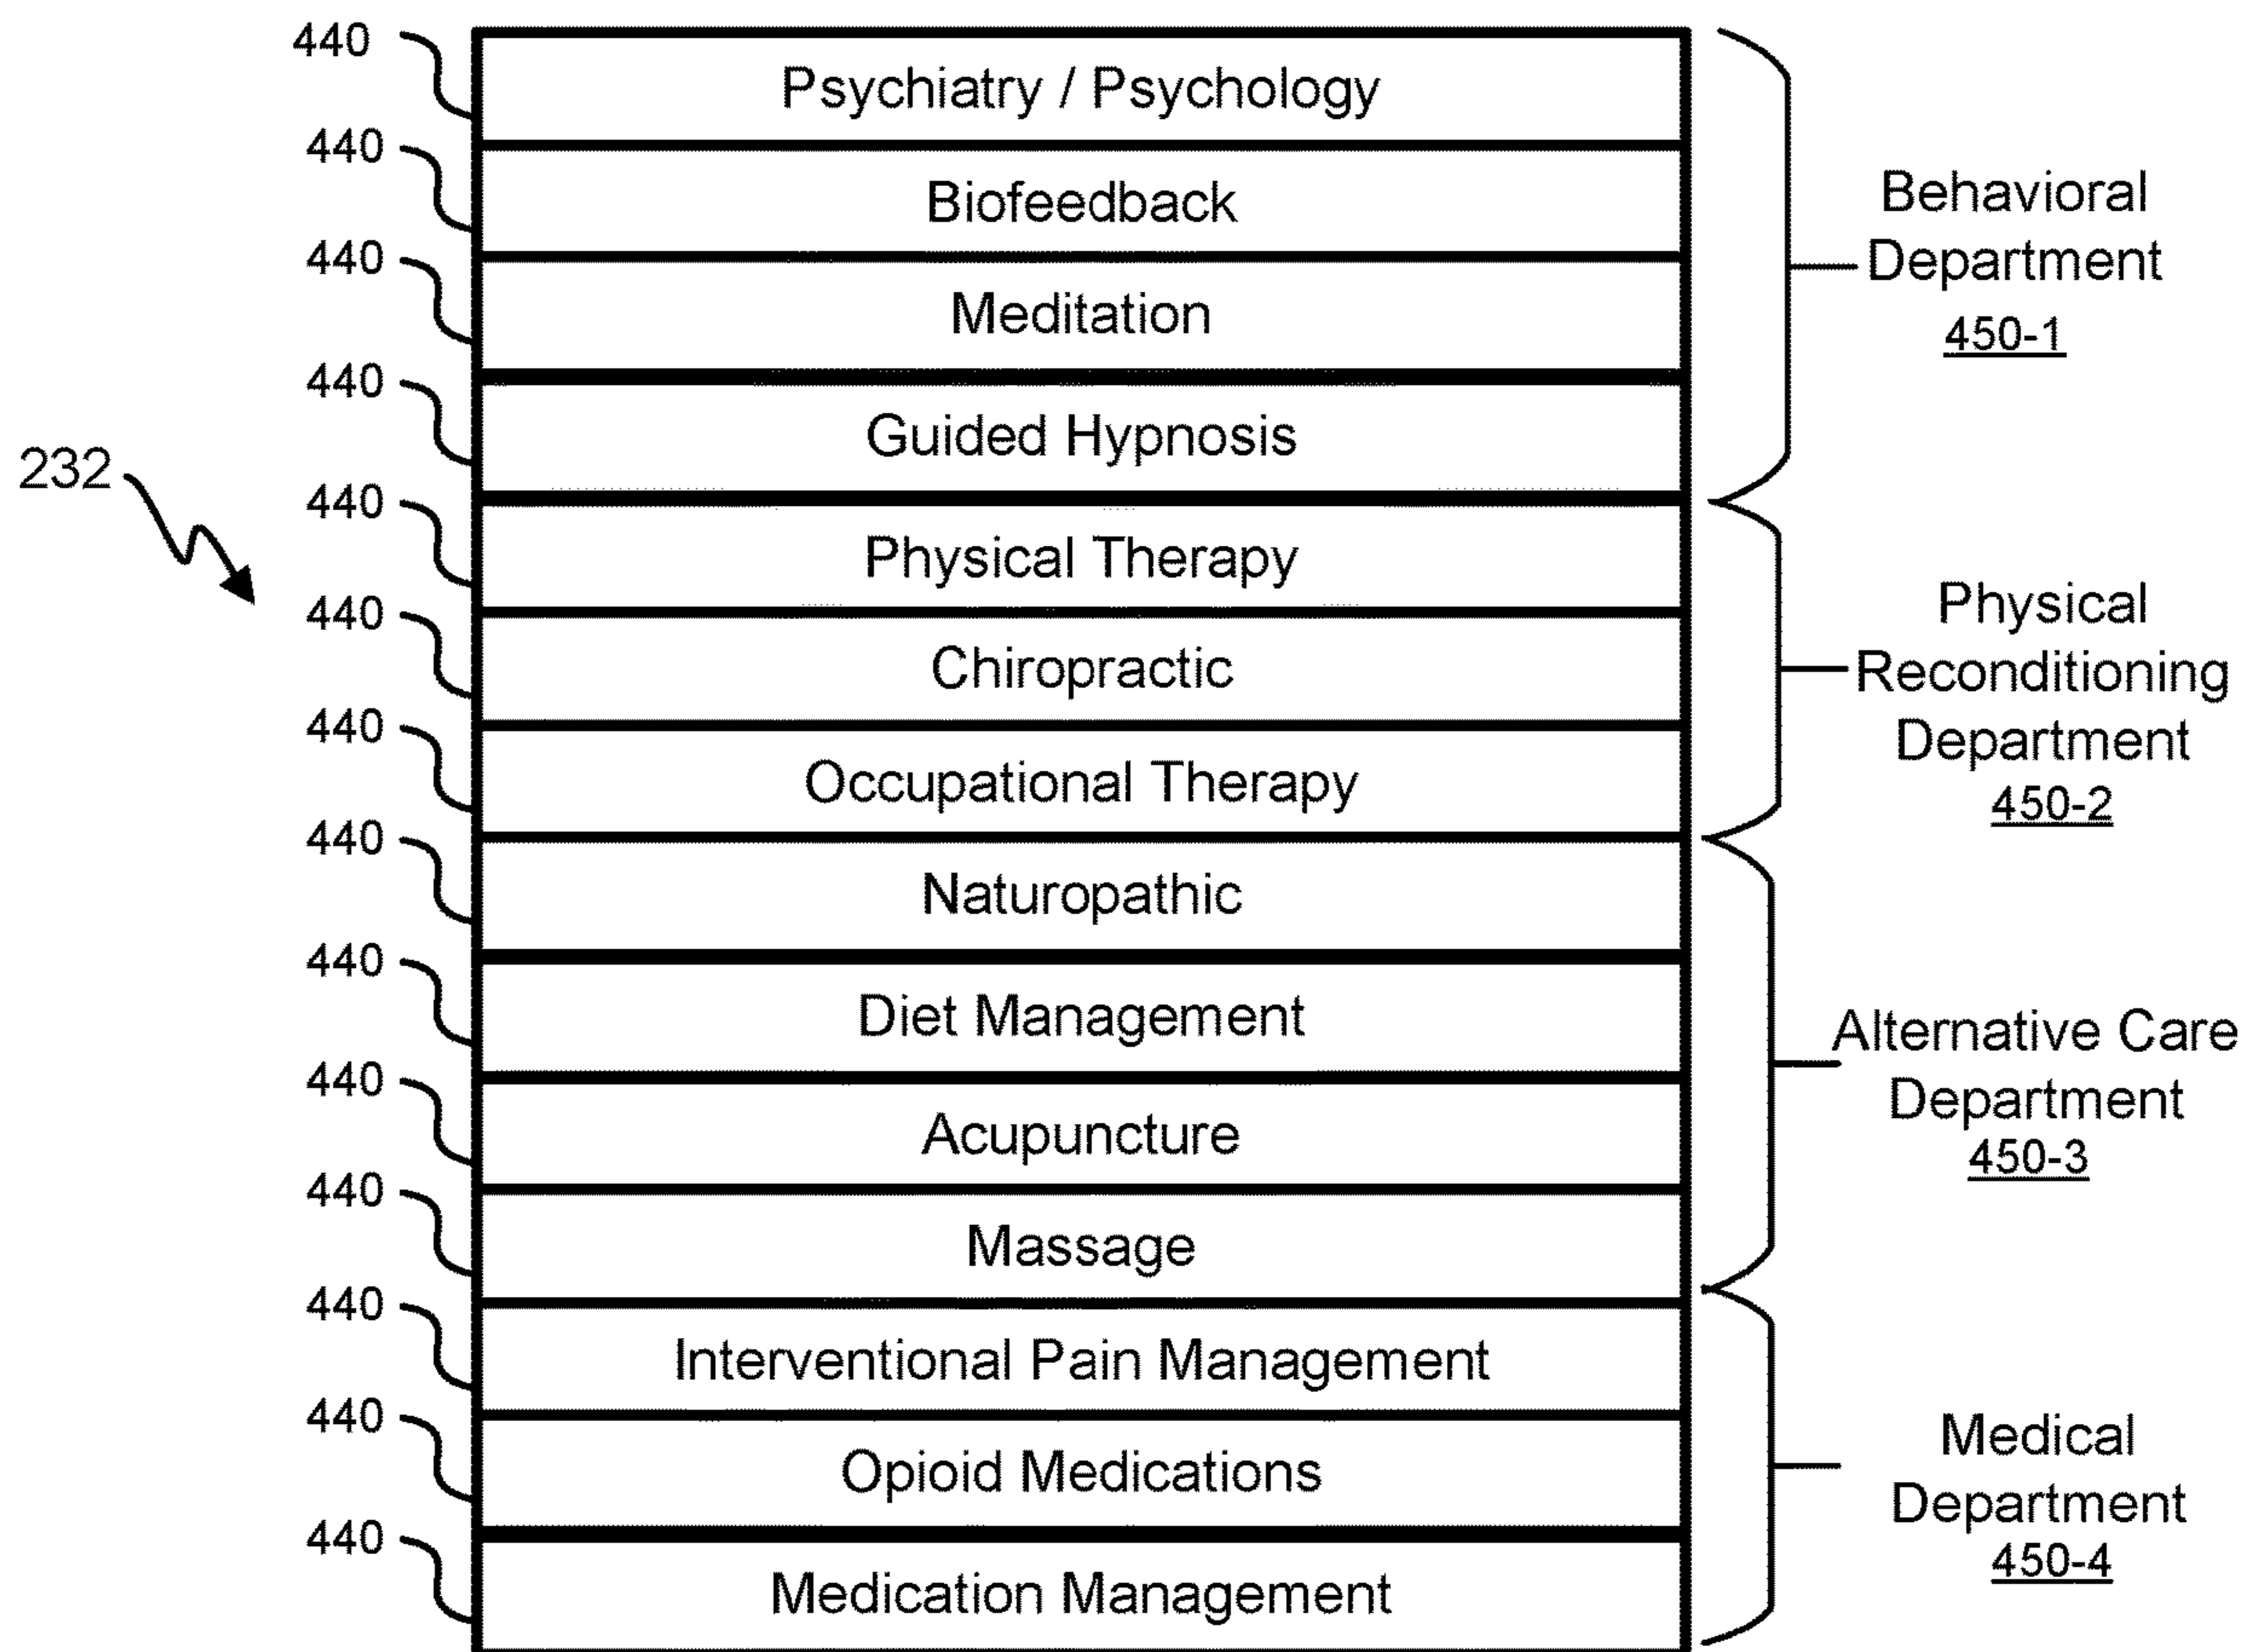 440
Psychiatry / Psychology
440
Biofeedback
440
Meditation
440
Guided Hypnosis
Behavioral
Department
450-1
232
440
Physical Therapy
440
Chiropractic
440
Occupational Therapy
Physical
Reconditioning
Department
450-2
440
Naturopathic
440
Diet Management
440
Acupuncture
440
Massage
Alternative Care
Department
450-3
440
Interventional Pain Management
440
Opioid Medications
440
Medication Management
Medical
Department
450-4